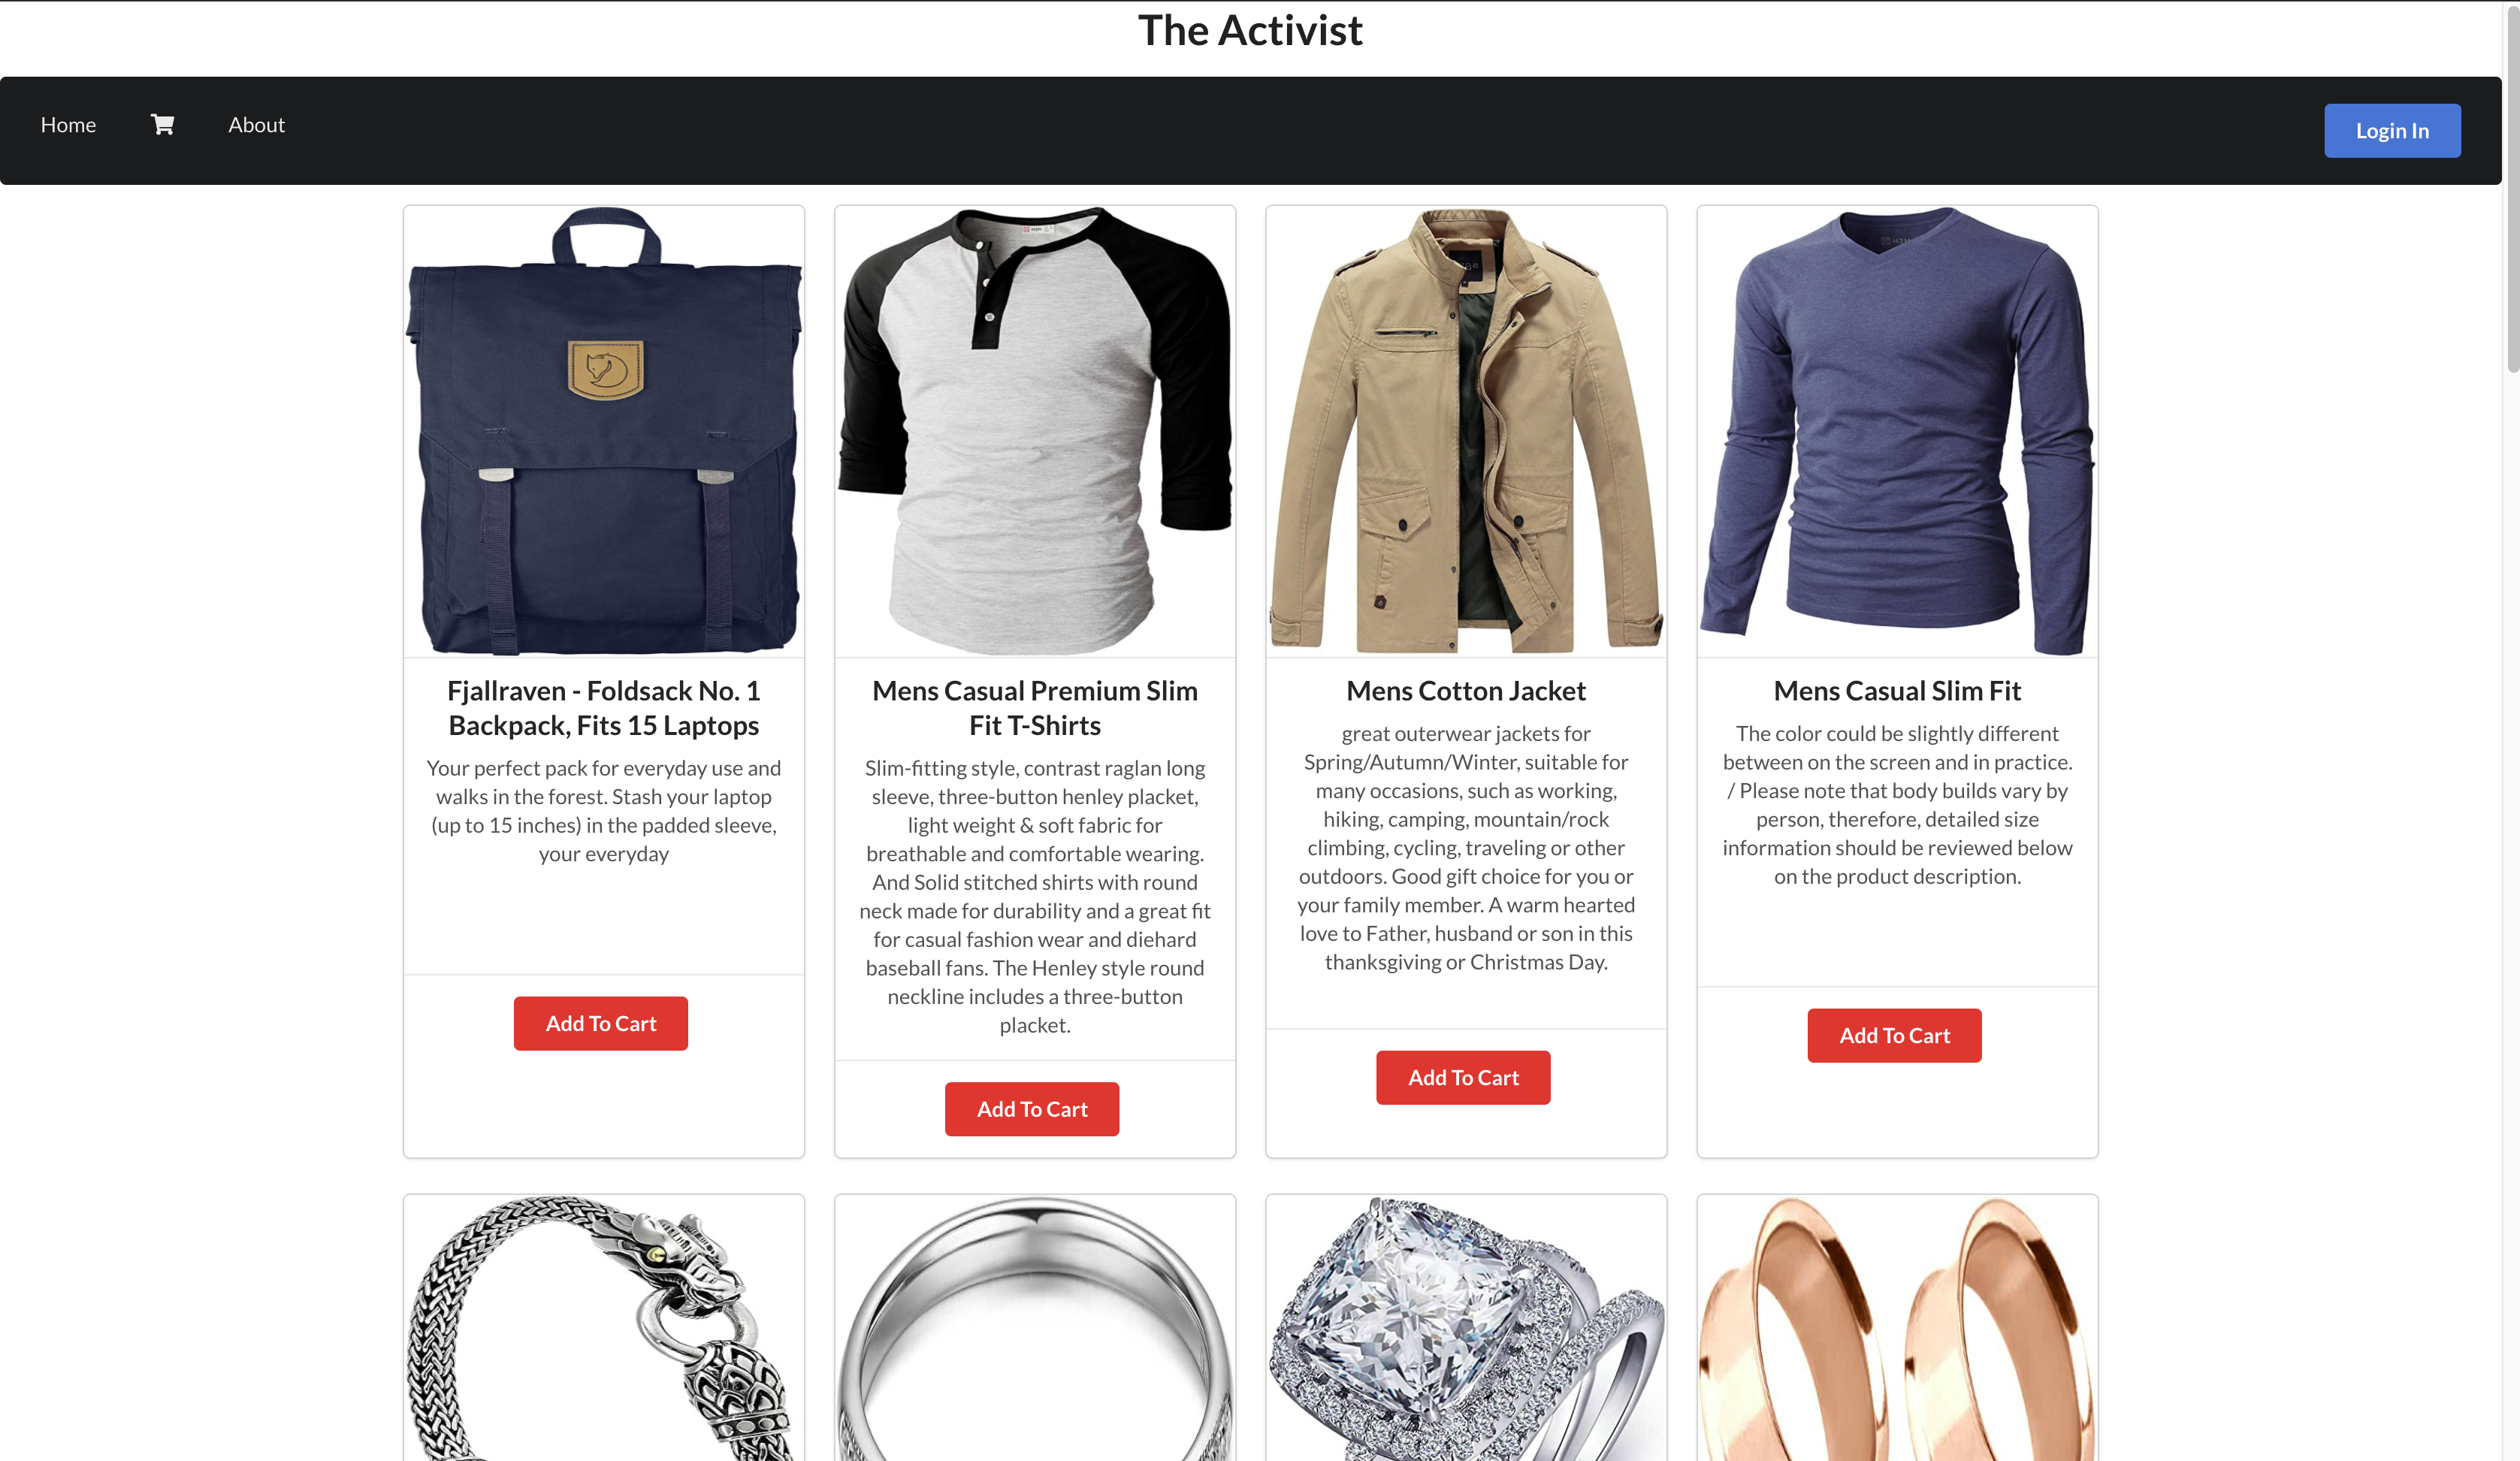 The Activist
Home
About
Login In
Fjallraven - Foldsack No. 1
Backpack, Fits 15 Laptops
Your perfect pack for everyday use and
walks in the forest. Stash your laptop
(up to 15 inches) in the padded sleeve,
your everyday
Add To Cart
Mens Casual Premium Slim
Fit T-Shirts
Slim-fitting style, contrast raglan long
sleeve, three-button henley placket,
light weight & soft fabric for
breathable and comfortable wearing.
And Solid stitched shirts with round
neck made for durability and a great fit
for casual fashion wear and diehard
baseball fans. The Henley style round
neckline includes a three-button
placket.
Add To Cart
Mens Cotton Jacket
great outerwear jackets for
Spring/Autumn/Winter, suitable for
many occasions, such as working,
hiking, camping, mountain/rock
climbing, cycling, traveling or other
outdoors. Good gift choice for you or
your family member. A warm hearted
love to Father, husband or son in this
thanksgiving or Christmas Day.
Add To Cart
Mens Casual Slim Fit
The color could be slightly different
between on the screen and in practice.
/ Please note that body builds vary by
person, therefore, detailed size
information should be reviewed below
on the product description.
Add To Cart